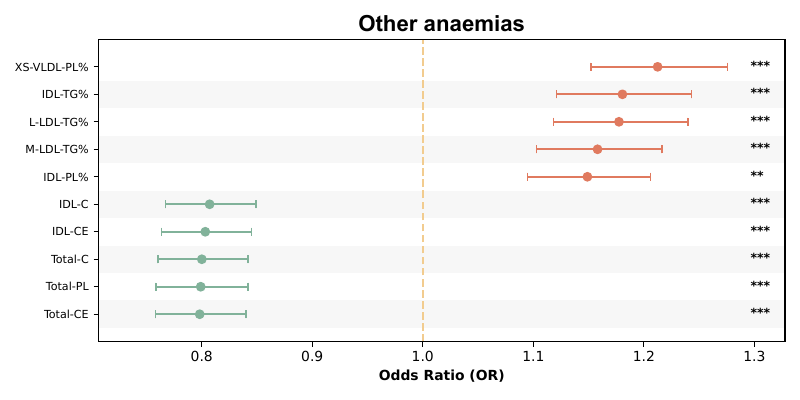 Other anaemias
XS-VLDL-PL% ***
IDL-TG% ***
L-LDL-TG% ***
M-LDL-TG% ***
IDL-PL% **
IDL-C ***
IDL-CE ***
Total-C ***
Total-PL ***
Total-CE ***
0.8 0.9 1.0 1.1 1.2 1.3
Odds Ratio (OR)